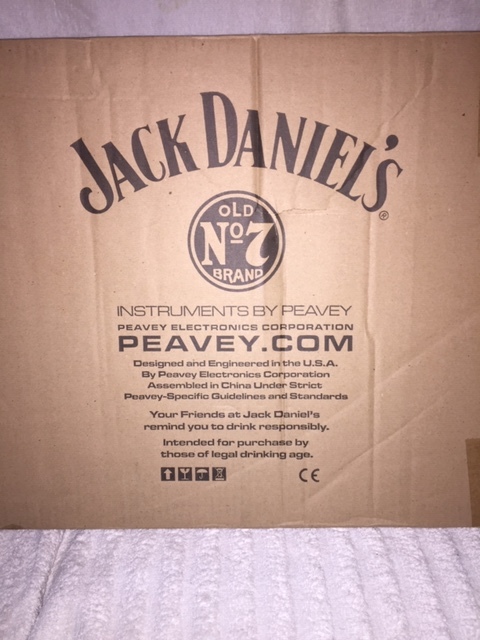 JACK DANIEL'S®
OLD
Nº7
BRAND
INSTRUMENTS BY PEAVEY
PEAVEY ELECTRONICS CORPORATION
PEAVEY.COM
Designed and Engineered in the U.S.A.
By Peavey Electronics Corporation
Assembled in China Under Strict
Peavey-Specific Guidelines and Standards
Your Friends at Jack Daniel's
remind you to drink responsibly.
Intended for purchase by
those of legal drinking age.
CE